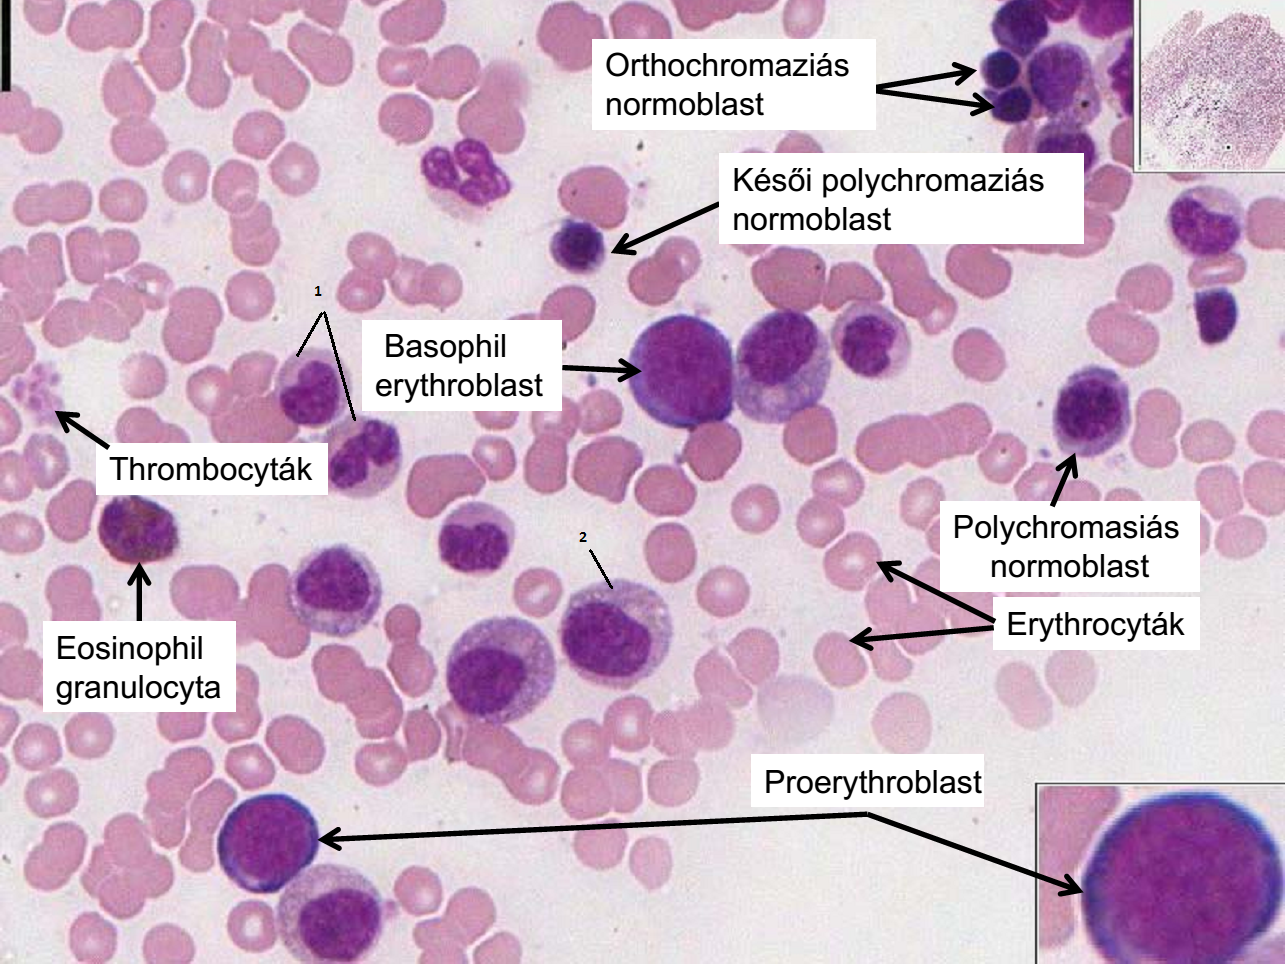 Orthochromaziás
normoblast
Késői polychromaziás
normoblast
1
Basophil
erythroblast
Thrombocyták
Polychromasiás
normoblast
2
Erythrocyták
Eosinophil
granulocyta
Proerythroblast